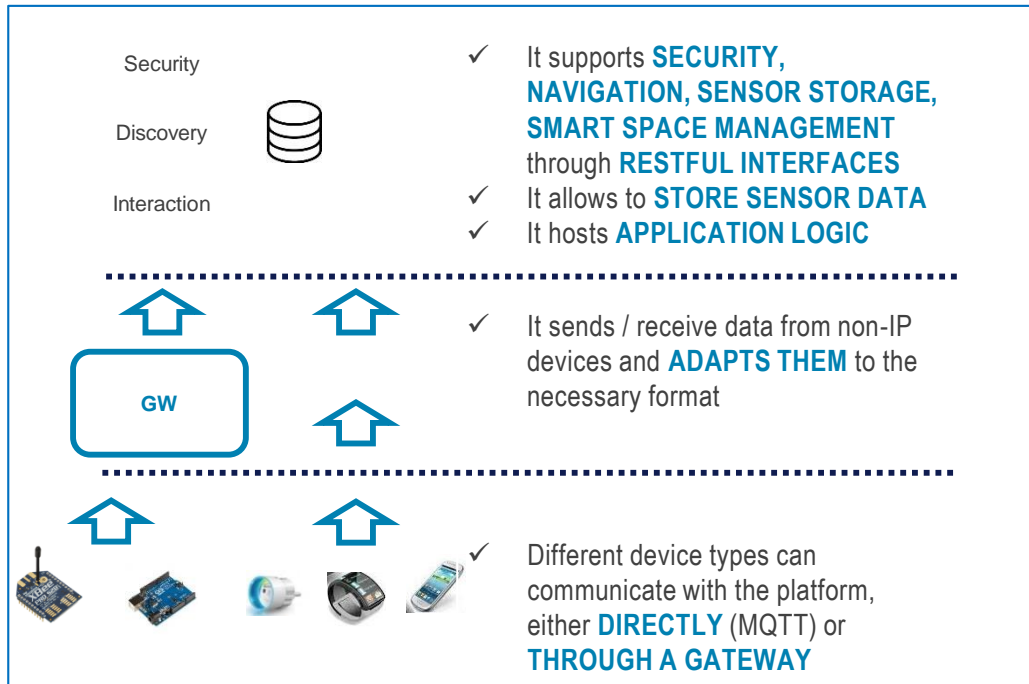 Security
Discovery
Interaction
✓ It supports SECURITY,
NAVIGATION, SENSOR STORAGE,
SMART SPACE MANAGEMENT
through RESTFUL INTERFACES
✓ It allows to STORE SENSOR DATA
✓ It hosts APPLICATION LOGIC
GW
✓ It sends / receive data from non-IP
devices and ADAPTS THEM to the
necessary format
✓ Different device types can
communicate with the platform,
either DIRECTLY (MQTT) or
THROUGH A GATEWAY